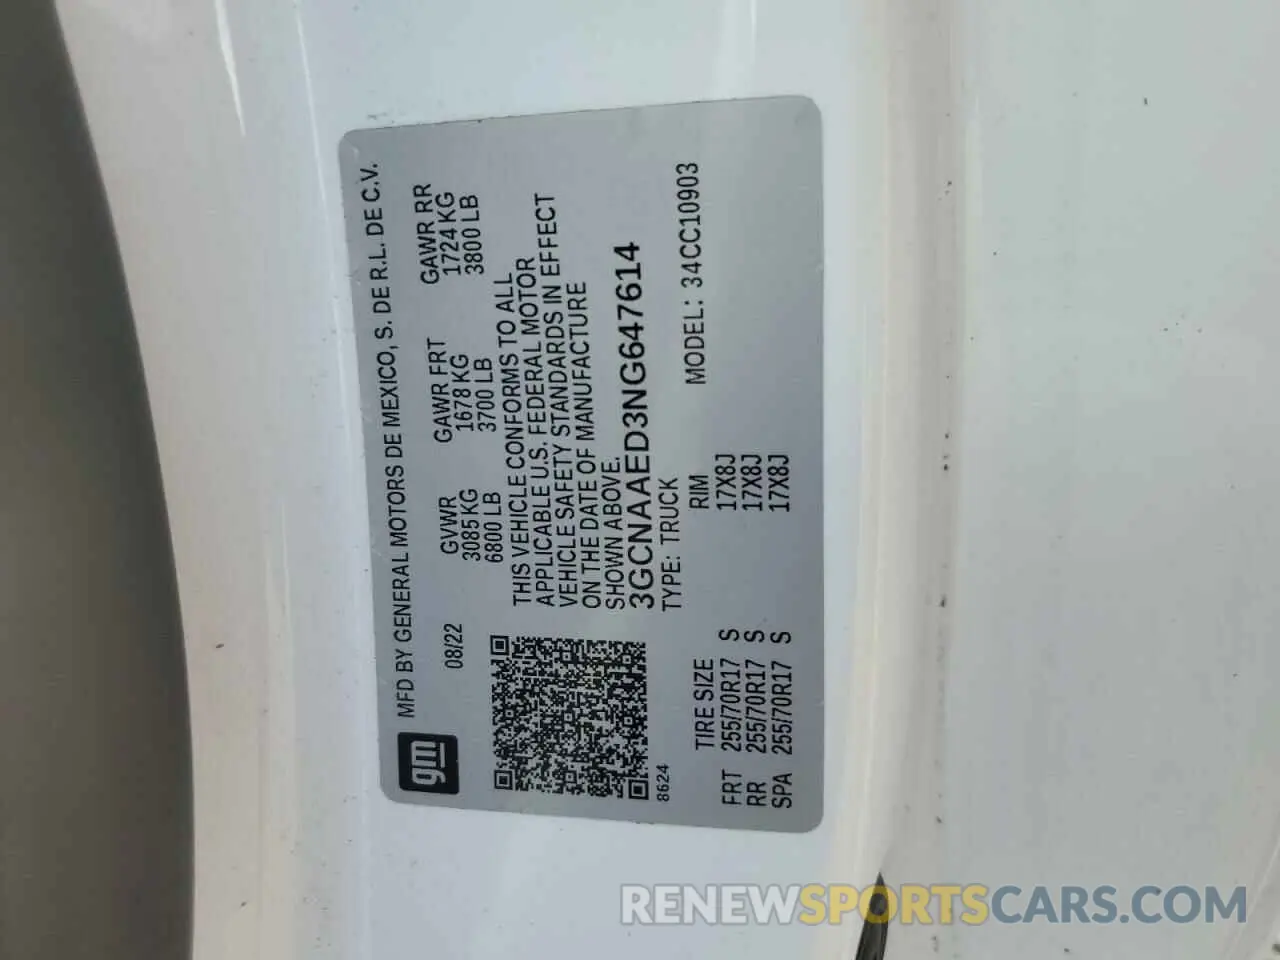 gm
MFD BY GENERAL MOTORS DE MEXICO, S. DE R.L. DE C.V.
08/22
GVWR GAWR FRT GAWR RR
3085 KG 1678 KG 1724 KG
6800 LB 3700 LB 3800 LB
THIS VEHICLE CONFORMS TO ALL
APPLICABLE U.S. FEDERAL MOTOR
VEHICLE SAFETY STANDARDS IN EFFECT
ON THE DATE OF MANUFACTURE
SHOWN ABOVE.
3GCNAAED3NG647614
8624
TYPE: TRUCK MODEL: 34CC10903
TIRE SIZE RIM
FRT 255/70R17 S 17X8J
RR 255/70R17 S 17X8J
SPA 255/70R17 S 17X8J
RENEWSPORTSCARS.COM